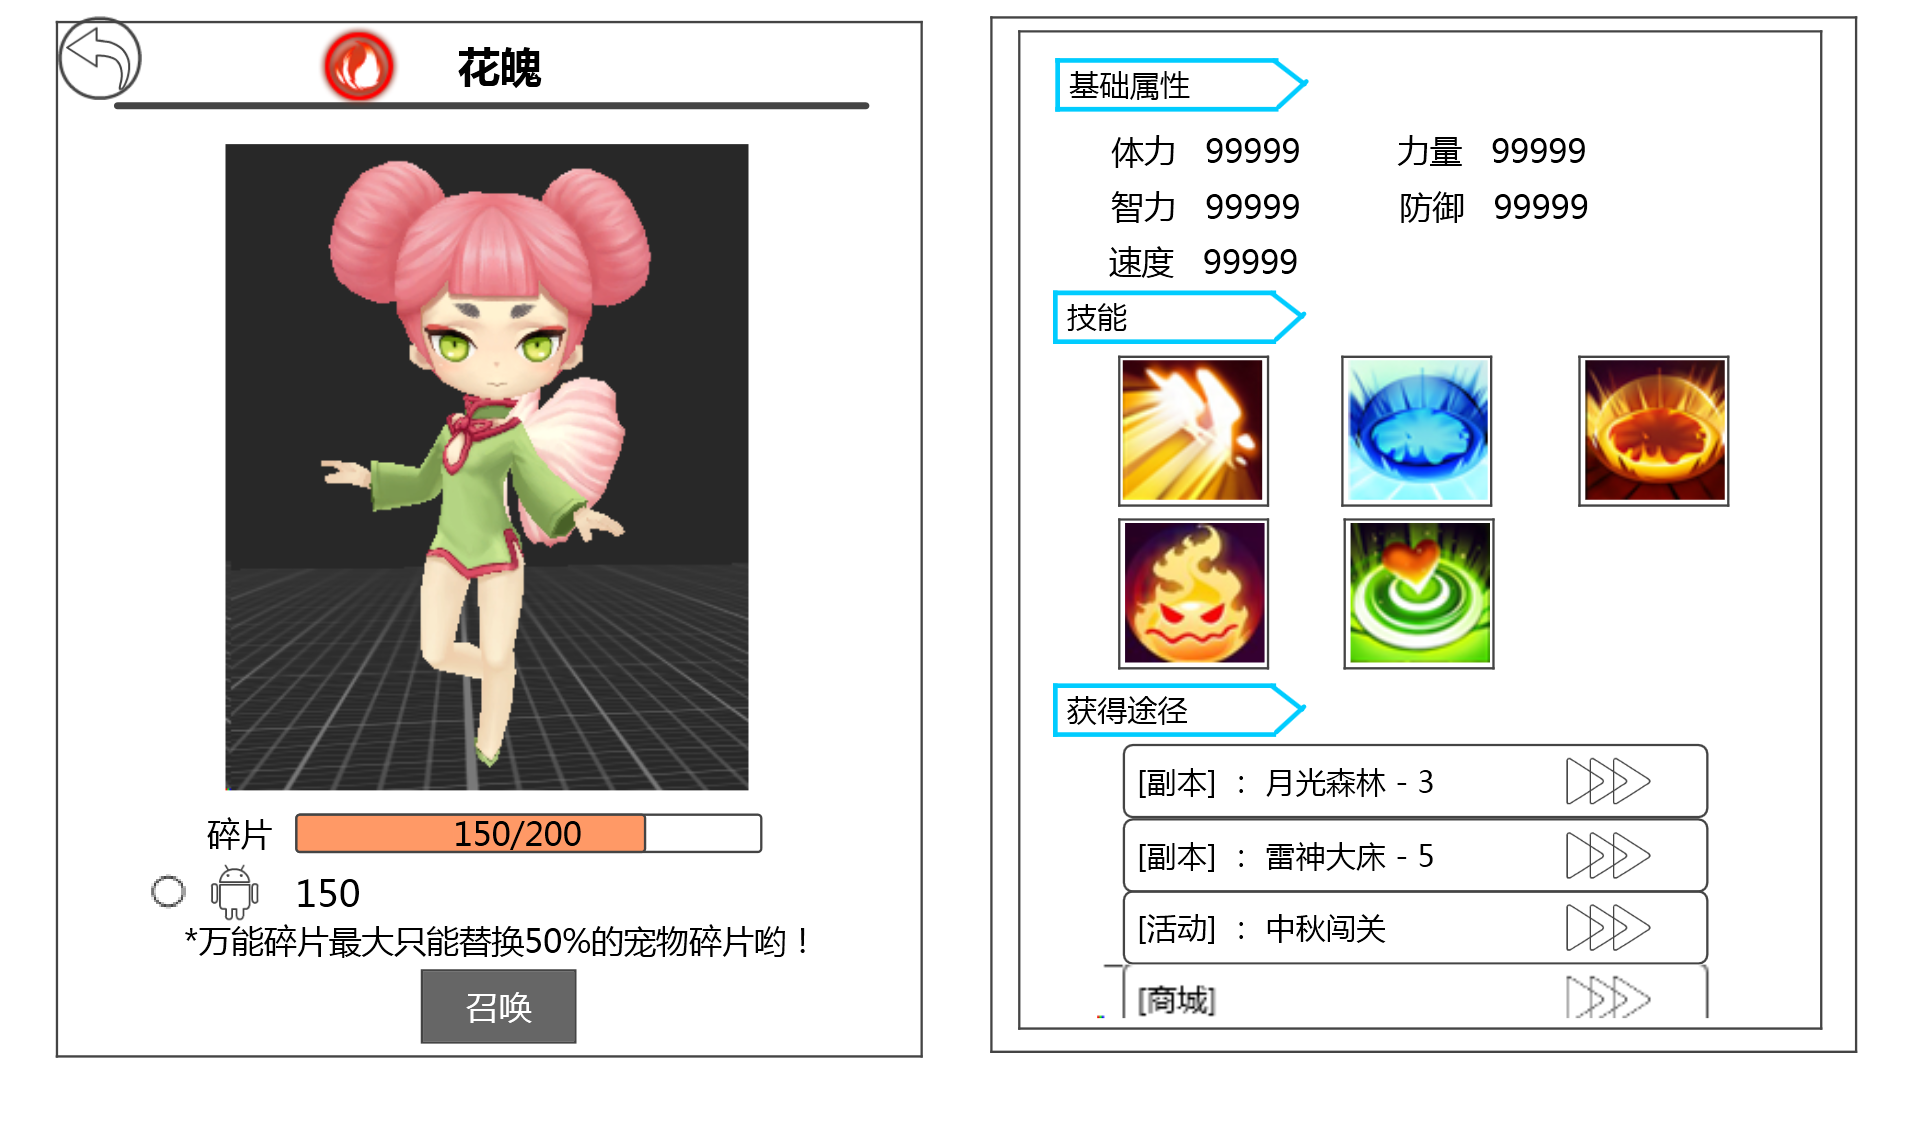 花魄
碎片 150/200
150
*万能碎片最大只能替换50%的宠物碎片哟！
召唤
基础属性
体力 99999 力量 99999
智力 99999 防御 99999
速度 99999
技能
获得途径
[副本] ： 月光森林 - 3
[副本] ： 雷神大床 - 5
[活动] ： 中秋闯关
[商城]